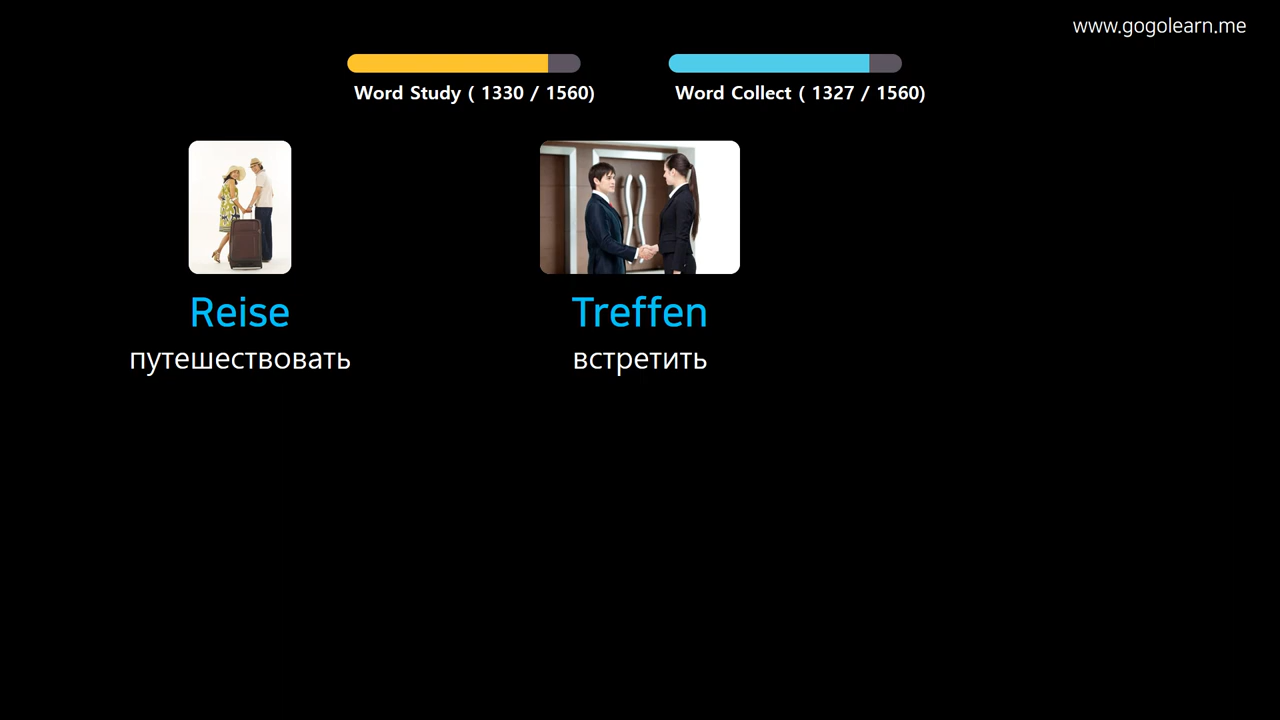 www.gogolearn.me
Word Study ( 1330 / 1560)
Word Collect ( 1327 / 1560)
Reise
Treffen
путешествовать
встретить